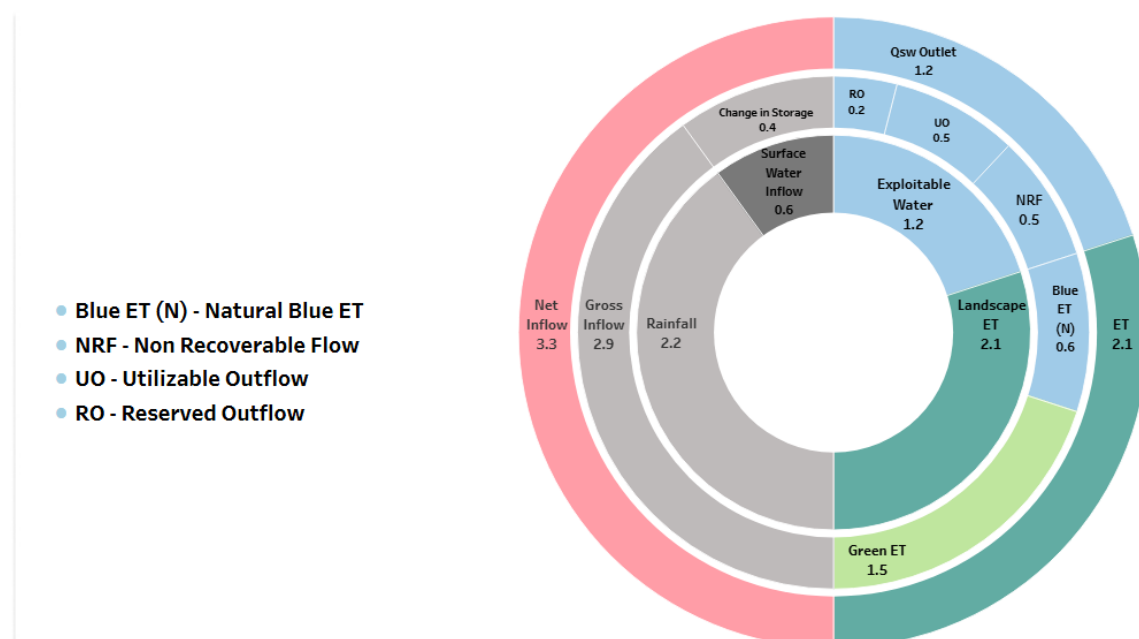 Blue ET (N) - Natural Blue ET
NRF - Non Recoverable Flow
UO - Utilizable Outflow
RO - Reserved Outflow
Qsw Outlet
1.2
RO
0.2
UO
0.5
Change in Storage
0.4
Surface
Water
Inflow
0.6
Exploitable
Water
1.2
NRF
0.5
Net
Inflow
3.3
Gross
Inflow
2.9
Rainfall
2.2
Landscape
ET
2.1
Blue
ET
(N)
0.6
ET
2.1
Green ET
1.5